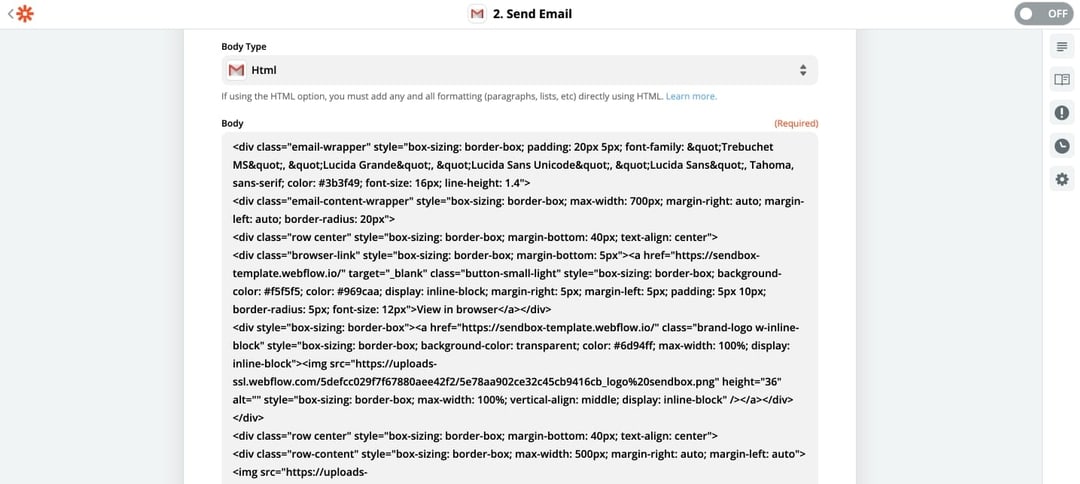 2. Send Email
OFF
Body Type
Html
If using the HTML option, you must add any and all formatting (paragraphs, lists, etc) directly using HTML. Learn more.
Body
(Required)
<div class="email-wrapper" style="box-sizing: border-box; padding: 20px 5px; font-family: &quot;Trebuchet
MS&quot;, &quot;Lucida Grande&quot;, &quot;Lucida Sans Unicode&quot;, &quot;Lucida Sans&quot;, Tahoma,
sans-serif; color: #3b3f49; font-size: 16px; line-height: 1.4">
<div class="email-content-wrapper" style="box-sizing: border-box; max-width: 700px; margin-right: auto; margin-
left: auto; border-radius: 20px">
<div class="row center" style="box-sizing: border-box; margin-bottom: 40px; text-align: center">
<div class="browser-link" style="box-sizing: border-box; margin-bottom: 5px"><a href="https://sendbox-
template.webflow.io/" target="_blank" class="button-small-light" style="box-sizing: border-box; background-
color: #f5f5f5; color: #969caa; display: inline-block; margin-right: 5px; margin-left: 5px; padding: 5px 10px;
border-radius: 5px; font-size: 12px">View in browser</a></div>
<div style="box-sizing: border-box"><a href="https://sendbox-template.webflow.io/" class="brand-logo w-inline-
block" style="box-sizing: border-box; background-color: transparent; color: #6d94ff; max-width: 100%; display:
inline-block"><img src="https://uploads-
ssl.webflow.com/5defcc029f7f67880aee42f2/5e78aa902ce32c45cb9416cb_logo%20sendbox.png" height="36"
alt="" style="box-sizing: border-box; max-width: 100%; vertical-align: middle; display: inline-block" /></a></div>
</div>
<div class="row center" style="box-sizing: border-box; margin-bottom: 40px; text-align: center">
<div class="row-content" style="box-sizing: border-box; max-width: 500px; margin-right: auto; margin-left: auto">
<img src="https://uploads-